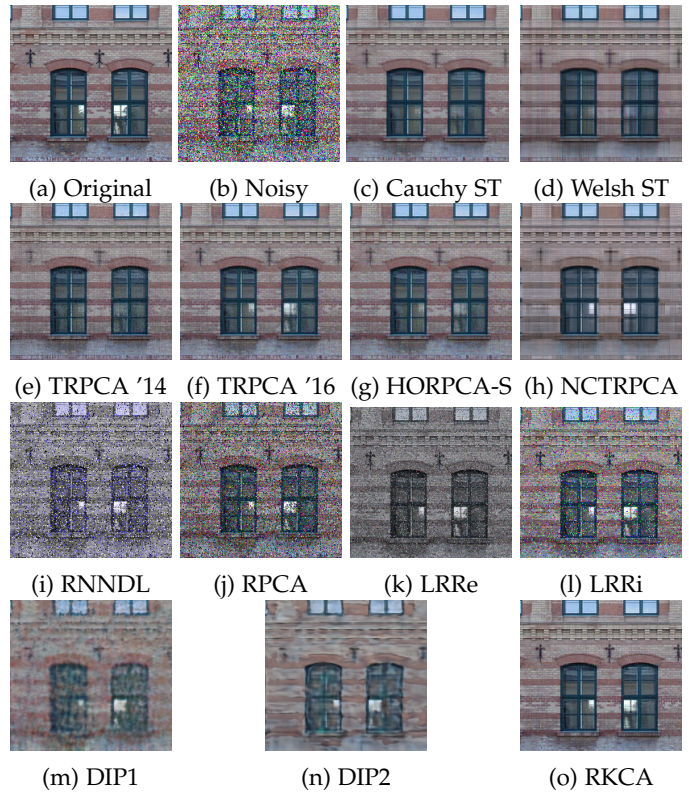 (a) Original (b) Noisy (c) Cauchy ST (d) Welsh ST
(e) TRPCA ’14 (f) TRPCA ’16 (g) HORPCA-S (h) NCTRPCA
(i) RNNDL (j) RPCA (k) LRRe (l) LRRi
(m) DIP1 (n) DIP2 (o) RKCA